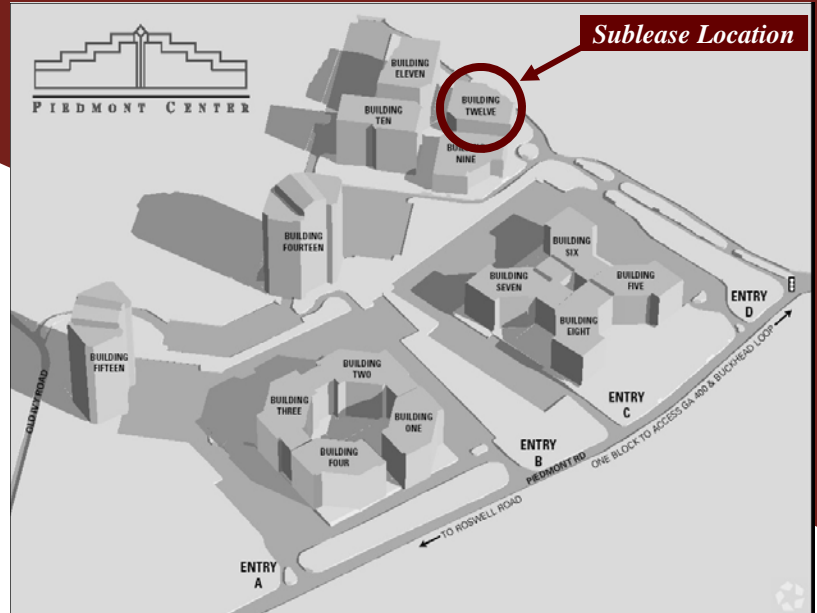 Sublease Location
PIEDMONT CENTER
BUILDING
ELEVEN
BUILDING
TWELVE
BUILDING
TEN
BUILDING
NINE
BUILDING
FOURTEEN
BUILDING
SIX
BUILDING
SEVEN
BUILDING
FIVE
BUILDING
EIGHT
ENTRY
D
BUILDING
FIFTEEN
OLD IVY ROAD
BUILDING
TWO
BUILDING
THREE
BUILDING
ONE
BUILDING
FOUR
ENTRY
C
ENTRY
B
PIEDMONT RD
ONE BLOCK TO ACCESS GA 400 & BUCKHEAD LOOP
TO ROSWELL ROAD
ENTRY
A